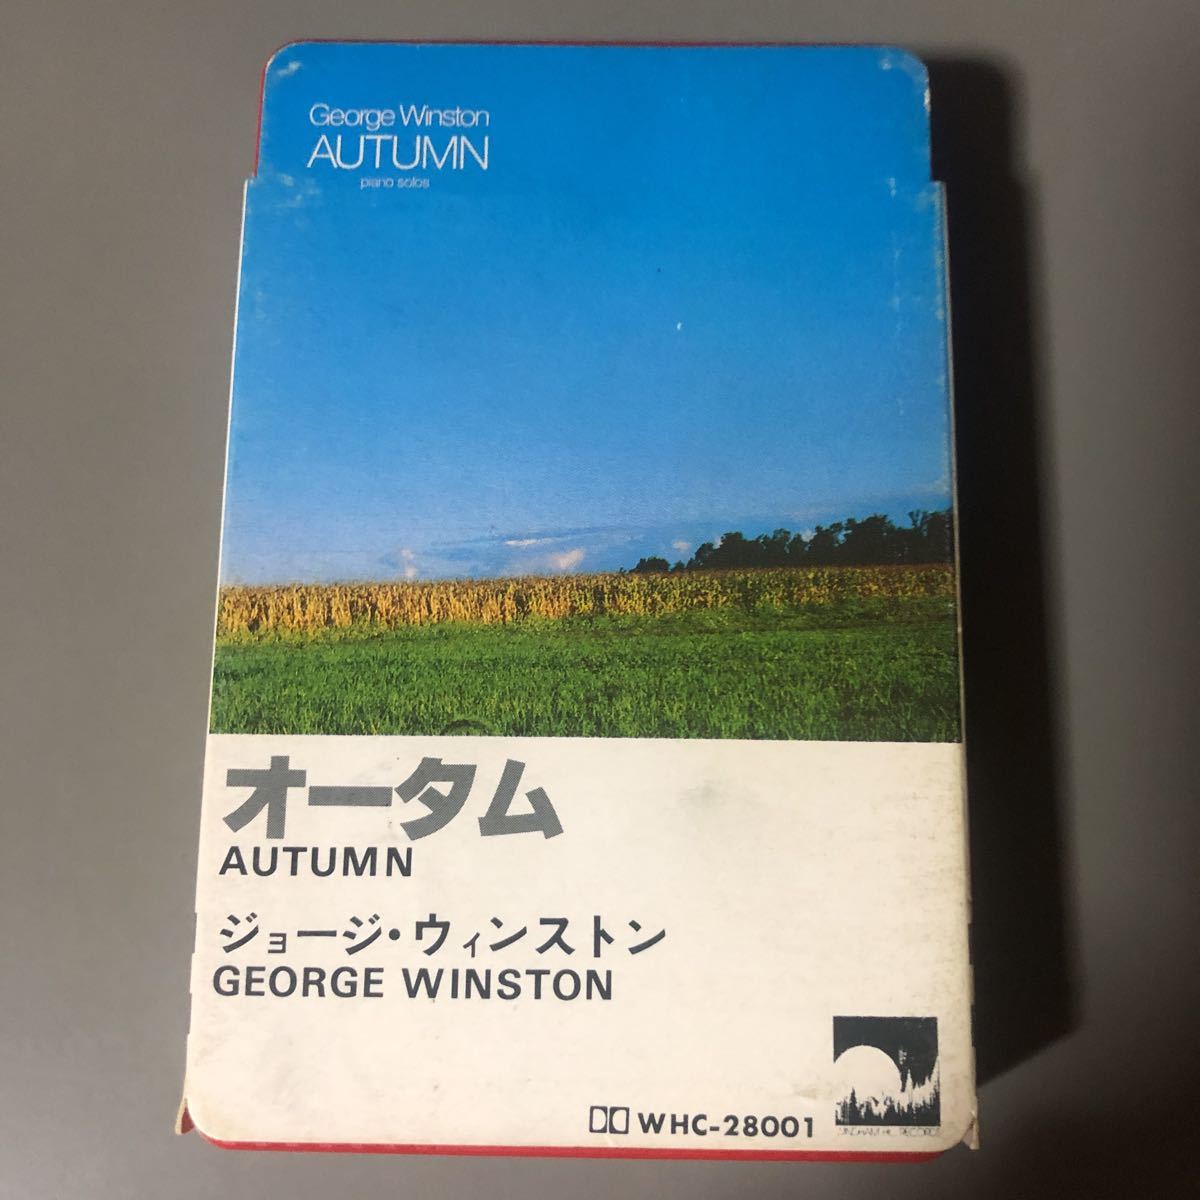 George Winston
AUTUMN
piano solos
オータム
AUTUMN
ジョージ・ウィンストン
GEORGE WINSTON
WHC-28001
RECORDS